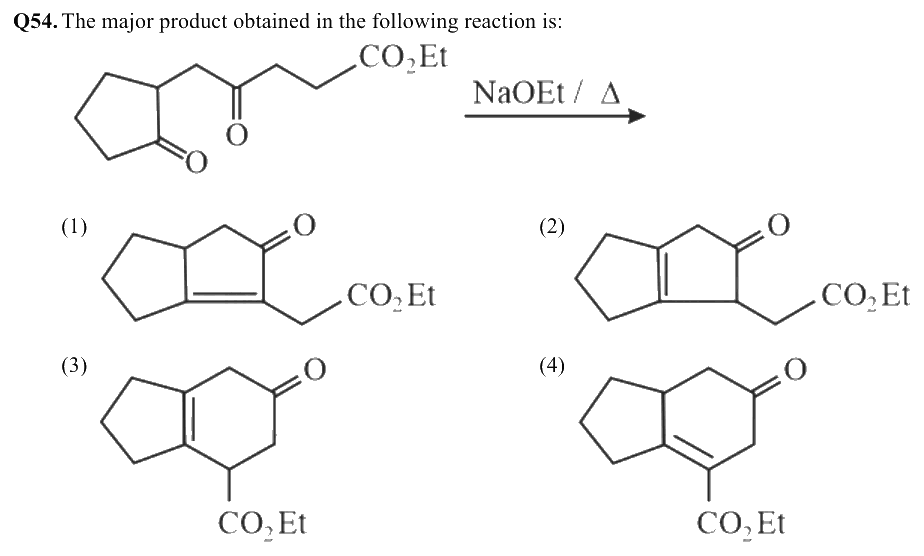 Q54. The major product obtained in the following reaction is:
CO₂Et
NaOEt / Δ
O
O
(1)
O
CO₂Et
(2)
O
CO₂Et
(3)
O
CO₂Et
(4)
O
CO₂Et